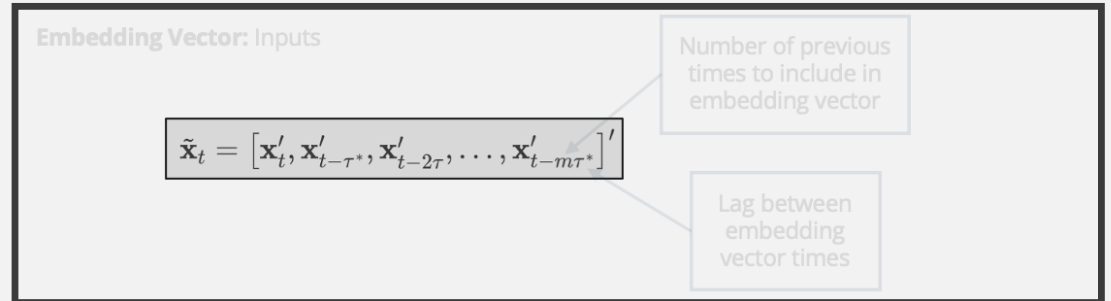 Embedding Vector: Inputs
Number of previous
times to include in
embedding vector
x̃_t = [x′_t, x′_{t−τ*}, x′_{t−2τ}, . . . , x′_{t−mτ*}]′
Lag between
embedding
vector times